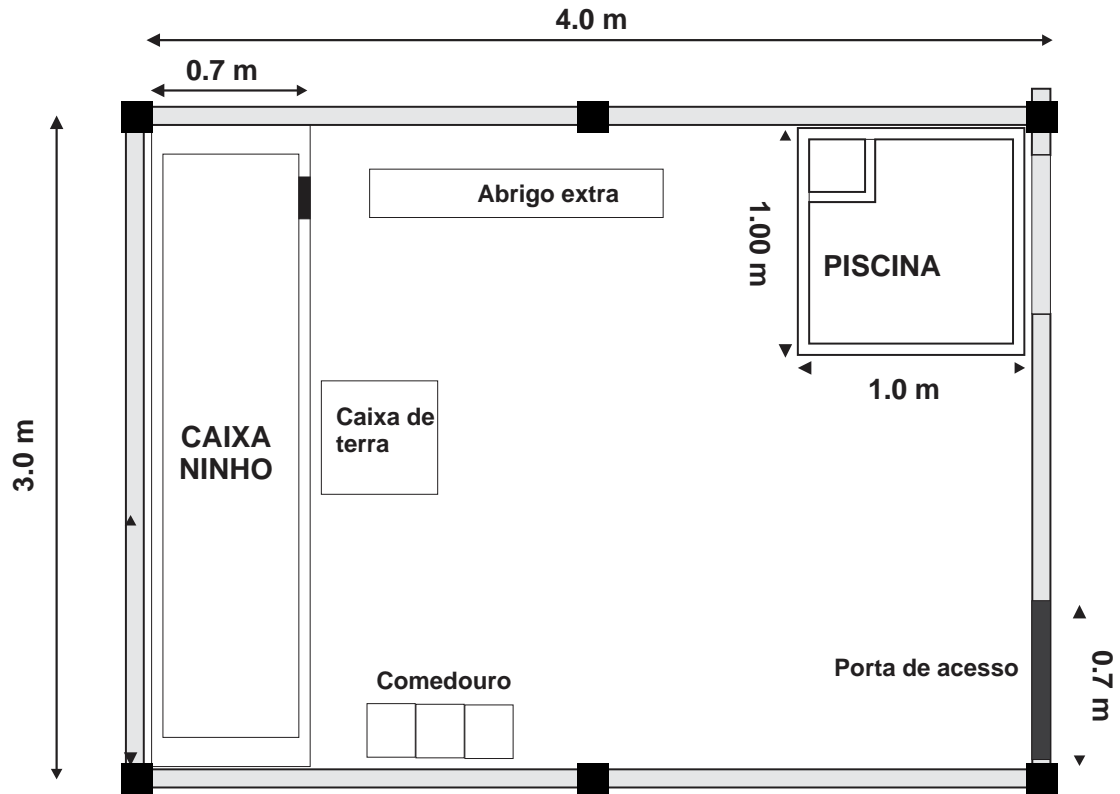 4.0 m
0.7 m
Abrigo extra
1.00 m
PISCINA
1.0 m
3.0 m
CAIXA
NINHO
Caixa de
terra
Comedouro
Porta de acesso
0.7 m